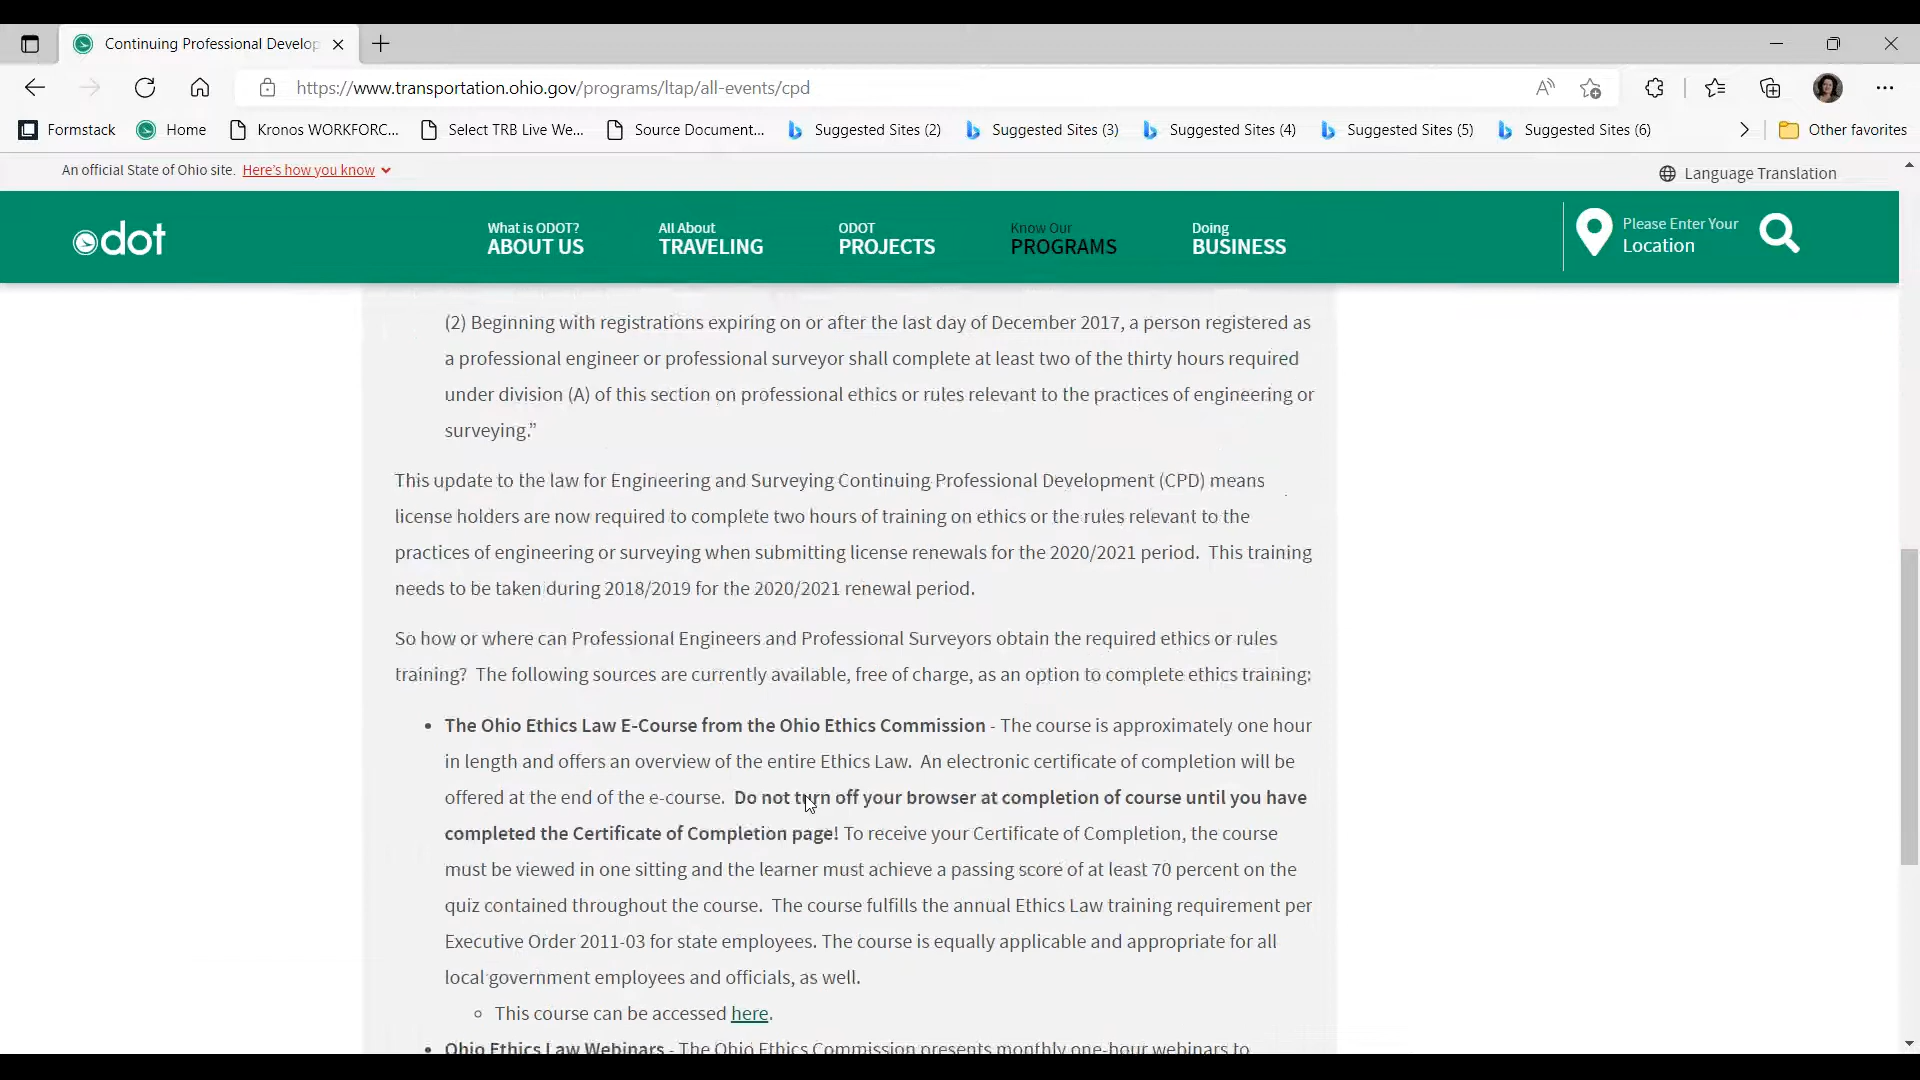 Continuing Professional Develop
https://www.transportation.ohio.gov/programs/ltap/all-events/cpd
Formstack Home Kronos WORKFORC... Select TRB Live We... Source Document... Suggested Sites (2) Suggested Sites (3) Suggested Sites (4) Suggested Sites (5) Suggested Sites (6) Other favorites
An official State of Ohio site. Here's how you know
Language Translation
odot
What is ODOT?
ABOUT US
All About
TRAVELING
ODOT
PROJECTS
Know Our
PROGRAMS
Doing
BUSINESS
Please Enter Your
Location
(2) Beginning with registrations expiring on or after the last day of December 2017, a person registered as
a professional engineer or professional surveyor shall complete at least two of the thirty hours required
under division (A) of this section on professional ethics or rules relevant to the practices of engineering or
surveying.”
This update to the law for Engineering and Surveying Continuing Professional Development (CPD) means
license holders are now required to complete two hours of training on ethics or the rules relevant to the
practices of engineering or surveying when submitting license renewals for the 2020/2021 period. This training
needs to be taken during 2018/2019 for the 2020/2021 renewal period.
So how or where can Professional Engineers and Professional Surveyors obtain the required ethics or rules
training? The following sources are currently available, free of charge, as an option to complete ethics training:
• The Ohio Ethics Law E-Course from the Ohio Ethics Commission - The course is approximately one hour
in length and offers an overview of the entire Ethics Law. An electronic certificate of completion will be
offered at the end of the e-course. Do not turn off your browser at completion of course until you have
completed the Certificate of Completion page! To receive your Certificate of Completion, the course
must be viewed in one sitting and the learner must achieve a passing score of at least 70 percent on the
quiz contained throughout the course. The course fulfills the annual Ethics Law training requirement per
Executive Order 2011-03 for state employees. The course is equally applicable and appropriate for all
local government employees and officials, as well.
◦ This course can be accessed here.
• Ohio Ethics Law Webinars - The Ohio Ethics Commission presents monthly one-hour webinars to